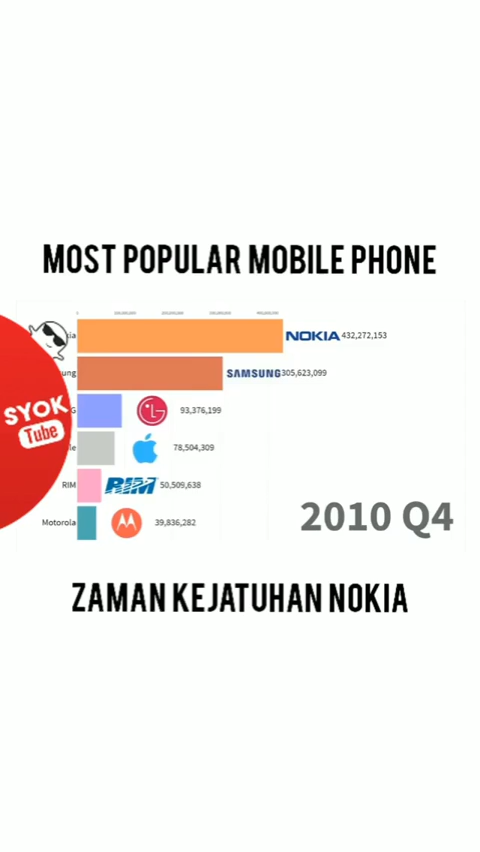 MOST POPULAR MOBILE PHONE
NOKIA 432,272,153
SAMSUNG 305,623,099
LG 93,376,199
78,504,309
RIM RIM 50,509,638
Motorola 39,836,282
SYOK
Tube
2010 Q4
ZAMAN KEJATUHAN NOKIA